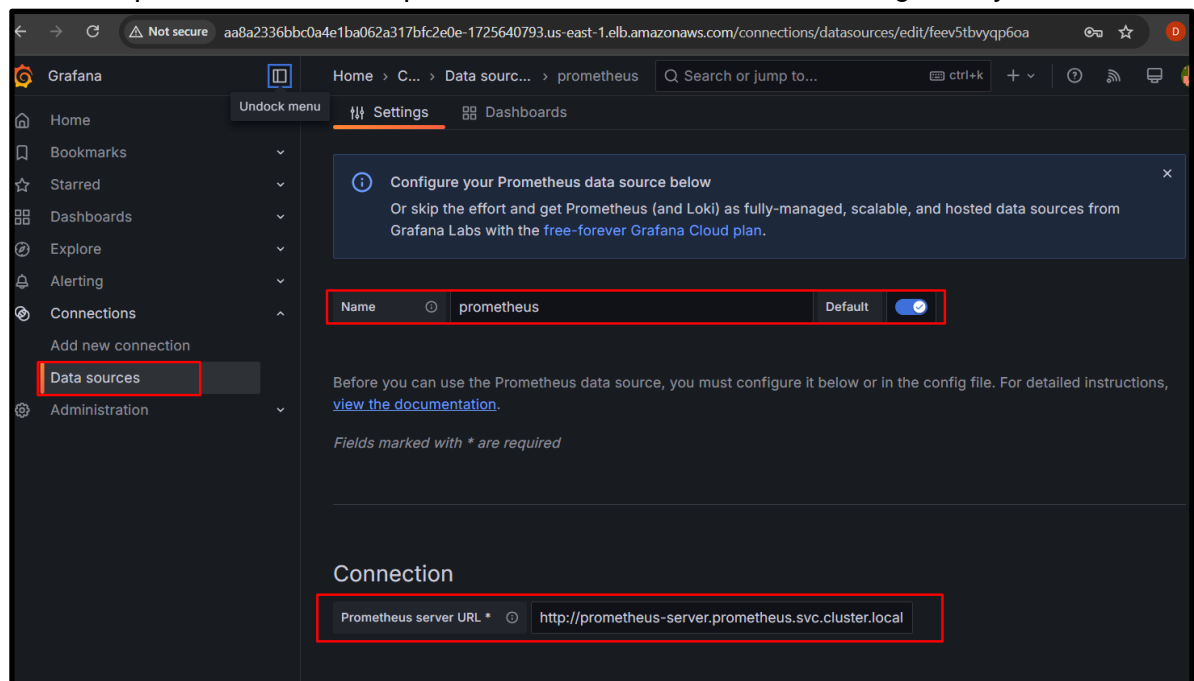 Not secure aa8a2336bbc0a4e1ba062a317bfc2e0e-1725640793.us-east-1.elb.amazonaws.com/connections/datasources/edit/feev5tbvyqp6oa D
Grafana
Home › C... › Data sourc... › prometheus Search or jump to... ctrl+k
Undock menu
Settings Dashboards
Home
Bookmarks
Starred
Dashboards
Explore
Alerting
Connections
Add new connection
Data sources
Administration
Configure your Prometheus data source below
Or skip the effort and get Prometheus (and Loki) as fully-managed, scalable, and hosted data sources from
Grafana Labs with the free-forever Grafana Cloud plan.
Name prometheus Default
Before you can use the Prometheus data source, you must configure it below or in the config file. For detailed instructions,
view the documentation.
Fields marked with * are required
Connection
Prometheus server URL * http://prometheus-server.prometheus.svc.cluster.local